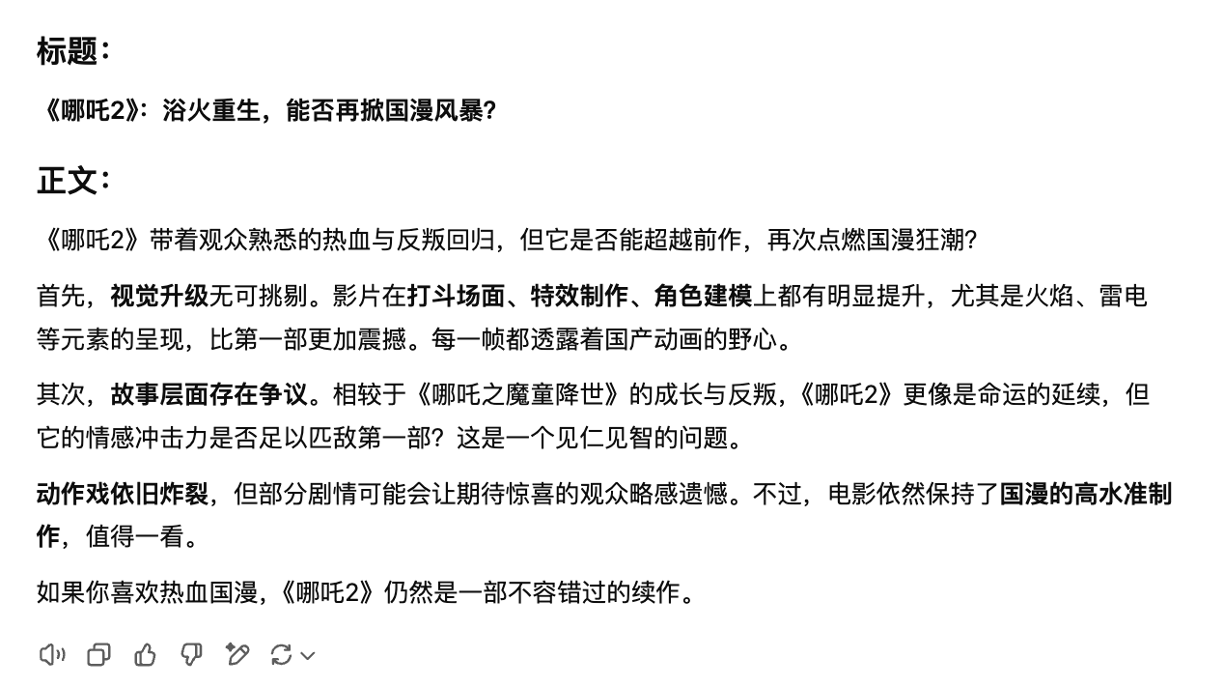 标题：
《哪吒2》：浴火重生，能否再掀国漫风暴？
正文：
《哪吒2》带着观众熟悉的热血与反叛回归，但它是否能超越前作，再次点燃国漫狂潮？
首先，视觉升级无可挑剔。影片在打斗场面、特效制作、角色建模上都有明显提升，尤其是火焰、雷电
等元素的呈现，比第一部更加震撼。每一帧都透露着国产动画的野心。
其次，故事层面存在争议。相较于《哪吒之魔童降世》的成长与反叛，《哪吒2》更像是命运的延续，但
它的情感冲击力是否足以匹敌第一部？这是一个见仁见智的问题。
动作戏依旧炸裂，但部分剧情可能会让期待惊喜的观众略感遗憾。不过，电影依然保持了国漫的高水准制
作，值得一看。
如果你喜欢热血国漫，《哪吒2》仍然是一部不容错过的续作。